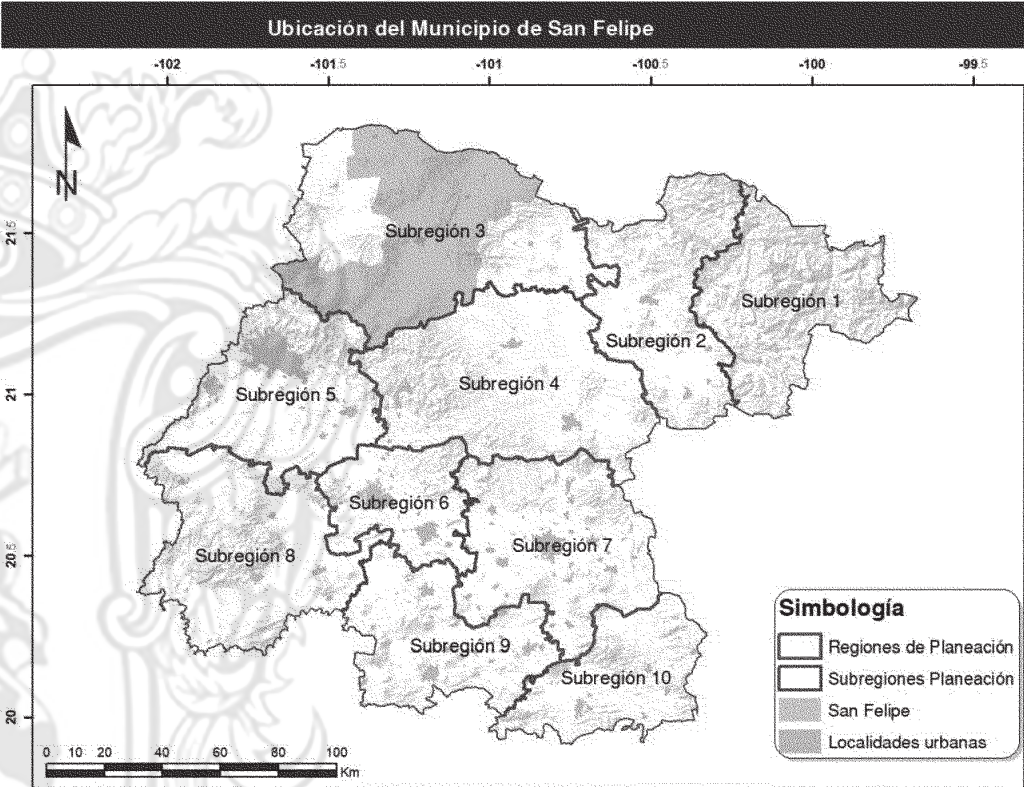 Ubicación del Municipio de San Felipe
-102 -101.5 -101 -100.5 -100 -99.5
N
21.5
21
20.5
20
Subregión 3
Subregión 1
Subregión 2
Subregión 4
Subregión 5
Subregión 6
Subregión 7
Subregión 8
Subregión 9
Subregión 10
Simbología
Regiones de Planeación
Subregiones Planeación
San Felipe
Localidades urbanas
0 10 20 40 60 80 100
Km